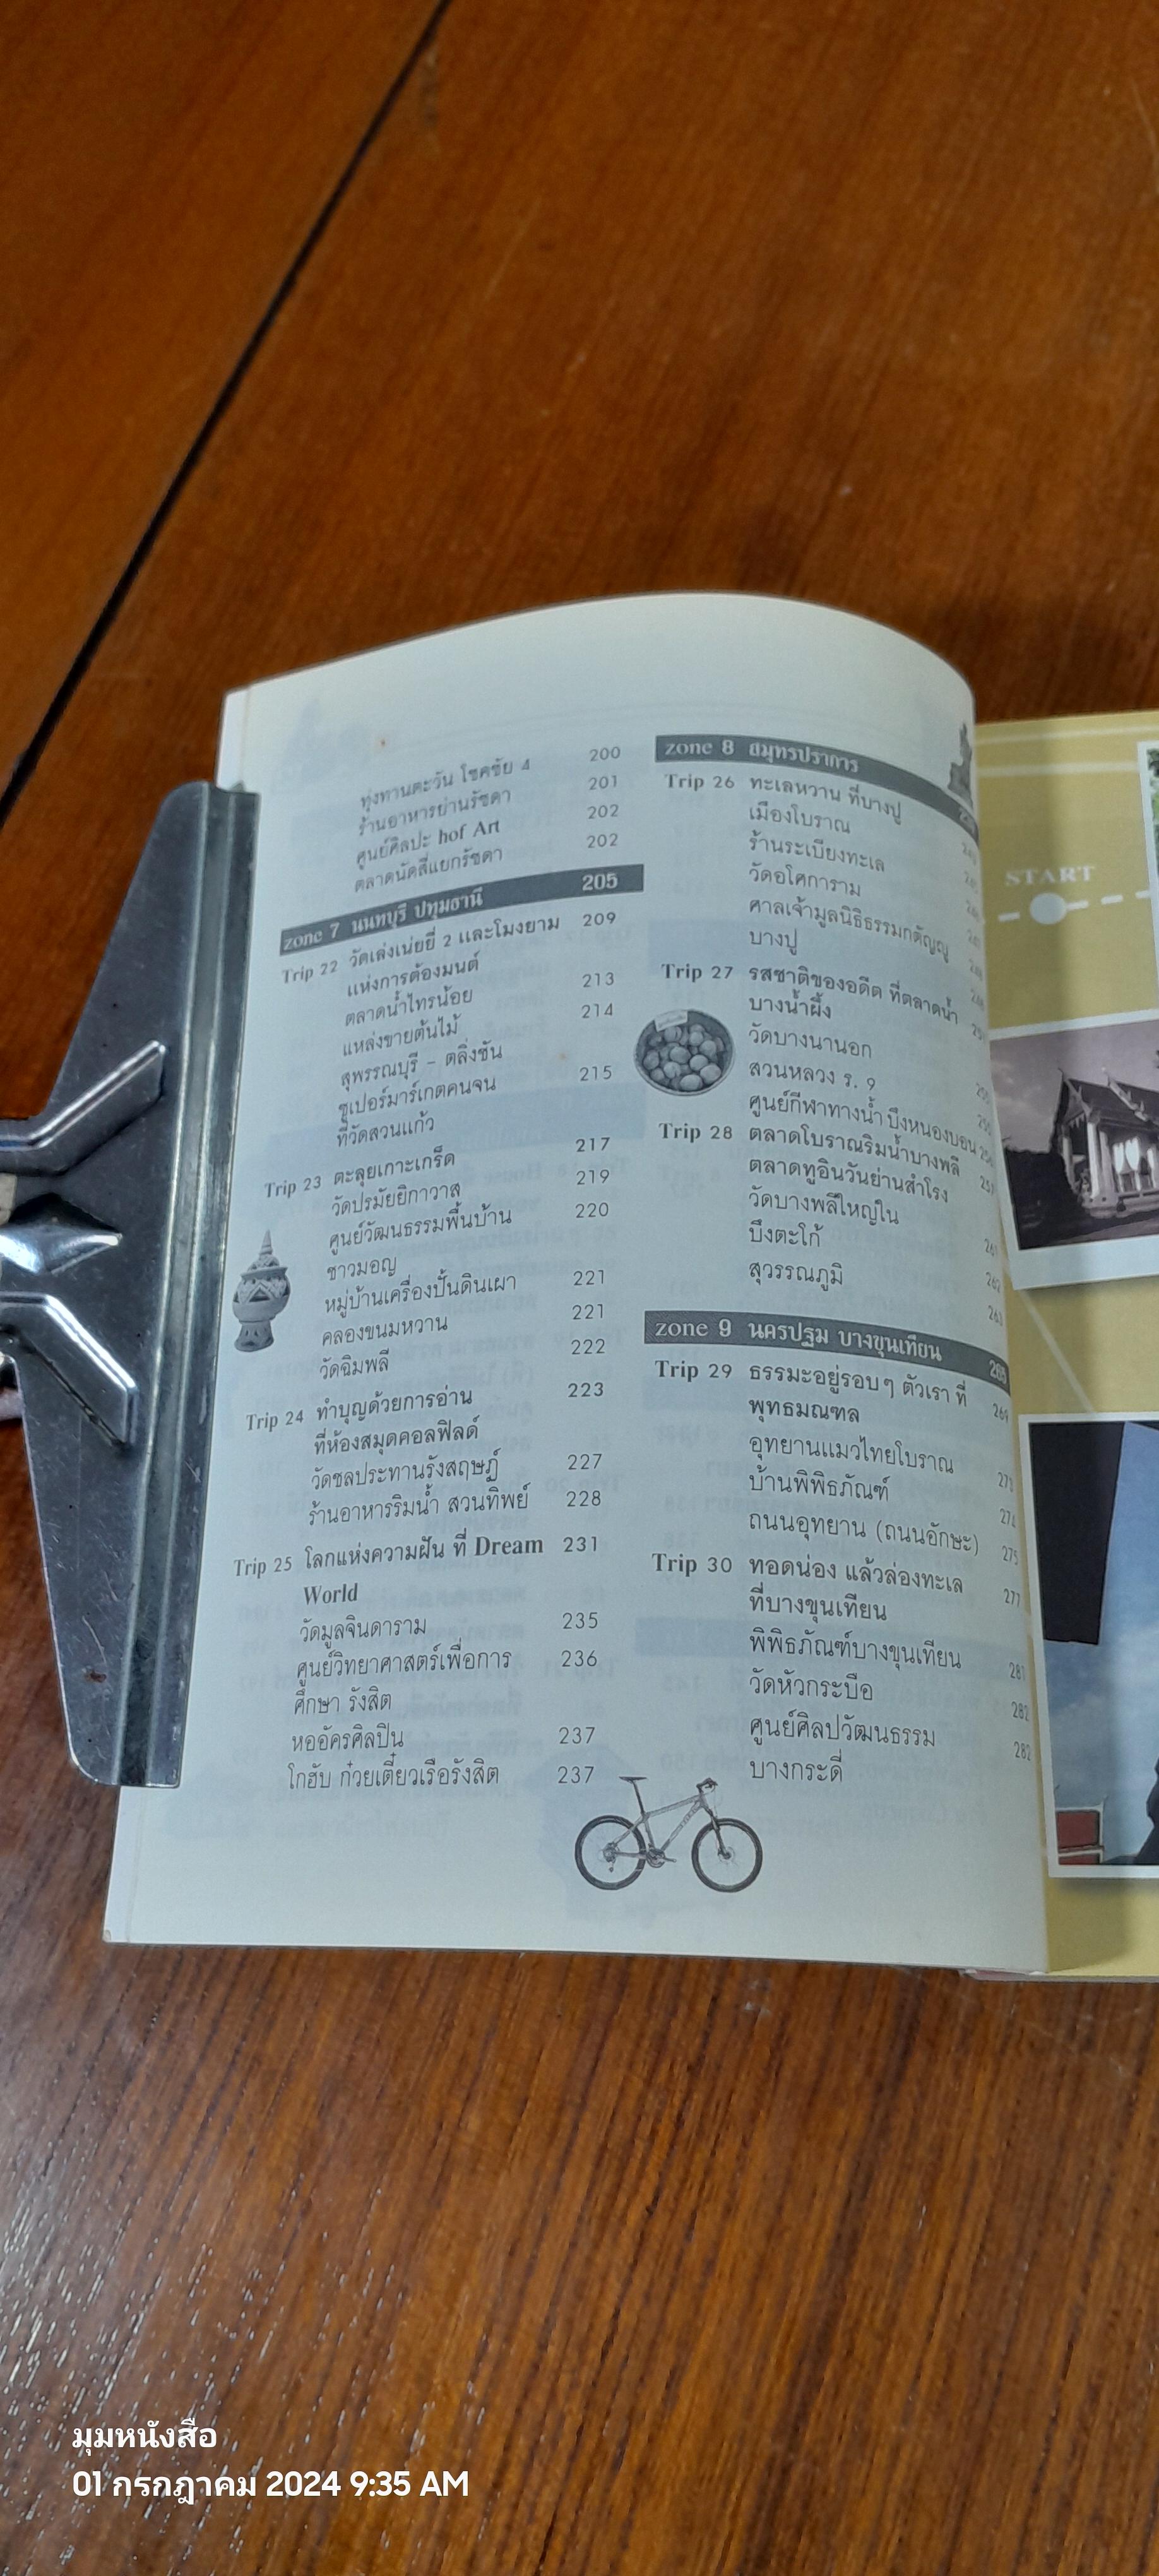 ทุ่งทานตะวัน โชคชัย 4 200
ร้านอาหารย่านรัชดา 201
ศูนย์ศิลปะ hof Art 202
ตลาดนัดสี่แยกรัชดา 202
zone 7 นนทบุรี ปทุมธานี 205
Trip 22 วัดเล่งเน่ยยี่ 2 และโมงยาม 209
แห่งการต้องมนต์
ตลาดน้ำไทรน้อย 213
แหล่งขายต้นไม้ 214
สุพรรณบุรี - ตลิ่งชัน
ซูเปอร์มาร์เกตคนจน 215
ที่วัดสวนแก้ว
Trip 23 ตะลุยเกาะเกร็ด 217
วัดปรมัยยิกาวาส 219
ศูนย์วัฒนธรรมพื้นบ้าน 220
ชาวมอญ
หมู่บ้านเครื่องปั้นดินเผา 221
คลองขนมหวาน 221
วัดฉิมพลี 222
Trip 24 ทำบุญด้วยการอ่าน 223
ที่ห้องสมุดคอลฟิลด์
วัดชลประทานรังสฤษฎ์ 227
ร้านอาหารริมน้ำ สวนทิพย์ 228
Trip 25 โลกแห่งความฝัน ที่ Dream 231
World
วัดมูลจินดาราม 235
ศูนย์วิทยาศาสตร์เพื่อการ 236
ศึกษา รังสิต
หออัครศิลปิน 237
โกฮับ ก๋วยเตี๋ยวเรือรังสิต 237
zone 8 สมุทรปราการ
Trip 26 ทะเลหวาน ที่บางปู
เมืองโบราณ
ร้านระเบียงทะเล
วัดอโศการาม
ศาลเจ้ามูลนิธิธรรมกตัญญู
บางปู
Trip 27 รสชาติของอดีต ที่ตลาดน้ำ
บางน้ำผึ้ง
วัดบางนานอก
สวนหลวง ร. 9
ศูนย์กีฬาทางน้ำ บึงหนองบอน
Trip 28 ตลาดโบราณริมน้ำบางพลี 257
ตลาดทูอินวันย่านสำโรง
วัดบางพลีใหญ่ใน 261
บึงตะโก้ 262
สุวรรณภูมิ 263
zone 9 นครปฐม บางขุนเทียน 265
Trip 29 ธรรมะอยู่รอบๆ ตัวเรา ที่ 269
พุทธมณฑล
อุทยานแมวไทยโบราณ 273
บ้านพิพิธภัณฑ์ 274
ถนนอุทยาน (ถนนอักษะ) 275
Trip 30 ทอดน่อง แล้วล่องทะเล 277
ที่บางขุนเทียน
พิพิธภัณฑ์บางขุนเทียน 281
วัดหัวกระบือ 282
ศูนย์ศิลปวัฒนธรรม 282
บางกระดี่
START
มุมหนังสือ
01 กรกฎาคม 2024 9:35 AM